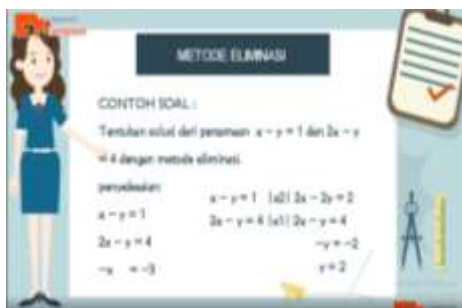 METODE ELIMINASI
CONTOH SOAL :
Tentukan solusi dari persamaan x - y = 1 dan 2x - y
= 4 dengan metode eliminasi.
penyelesaian:
x - y = 1
2x - y = 4
-x = -3
x - y = 1 |x2| 2x - 2y = 2
2x - y = 4 |x1| 2x - y = 4
-y = -2
y = 2